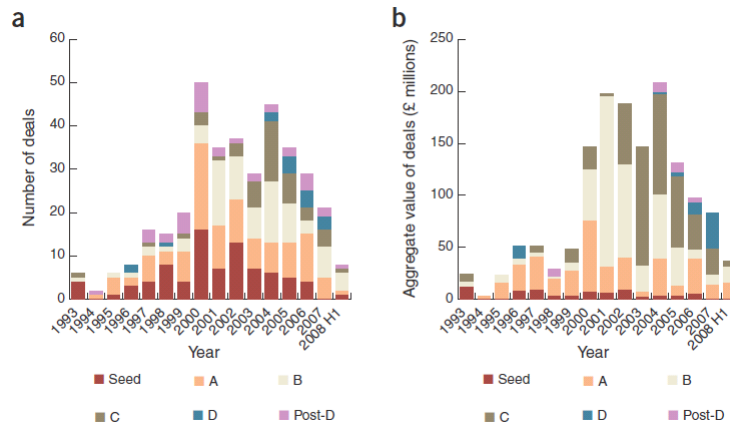 a
b
Number of deals
60
50
40
30
20
10
0
1993
1994
1995
1996
1997
1998
1999
2000
2001
2002
2003
2004
2005
2006
2007
2008 H1
Year
Seed
A
B
C
D
Post-D
Aggregate value of deals (£ millions)
250
200
150
100
50
0
1993
1994
1995
1996
1997
1998
1999
2000
2001
2002
2003
2004
2005
2006
2007
2008 H1
Year
Seed
A
B
C
D
Post-D